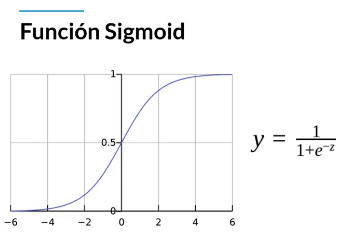 Función Sigmoid
1
0.5
0
−6 −4 −2 0 2 4 6
y = 1/1+e^−z